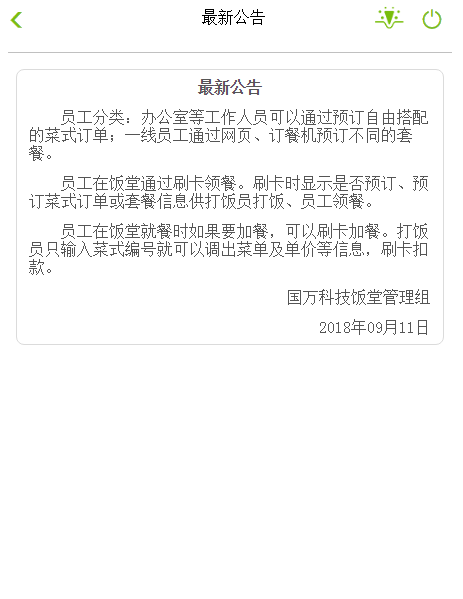 最新公告
最新公告
员工分类：办公室等工作人员可以通过预订自由搭配
的菜式订单；一线员工通过网页、订餐机预订不同的套
餐。
员工在饭堂通过刷卡领餐。刷卡时显示是否预订、预
订菜式订单或套餐信息供打饭员打饭、员工领餐。
员工在饭堂就餐时如果要加餐，可以刷卡加餐。打饭
员只输入菜式编号就可以调出菜单及单价等信息，刷卡扣
款。
国万科技饭堂管理组
2018年09月11日